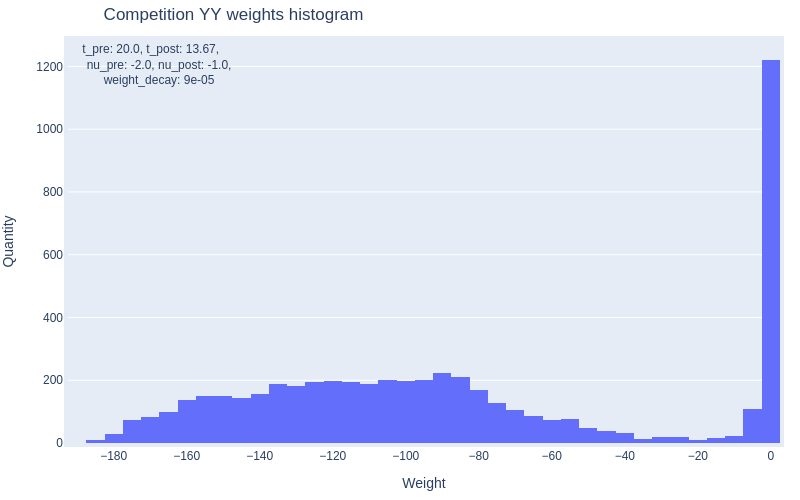 Competition YY weights histogram
t_pre: 20.0, t_post: 13.67,
nu_pre: -2.0, nu_post: -1.0,
weight_decay: 9e-05
1200
1000
800
600
400
200
0
Quantity
−180
−160
−140
−120
−100
−80
−60
−40
−20
0
Weight